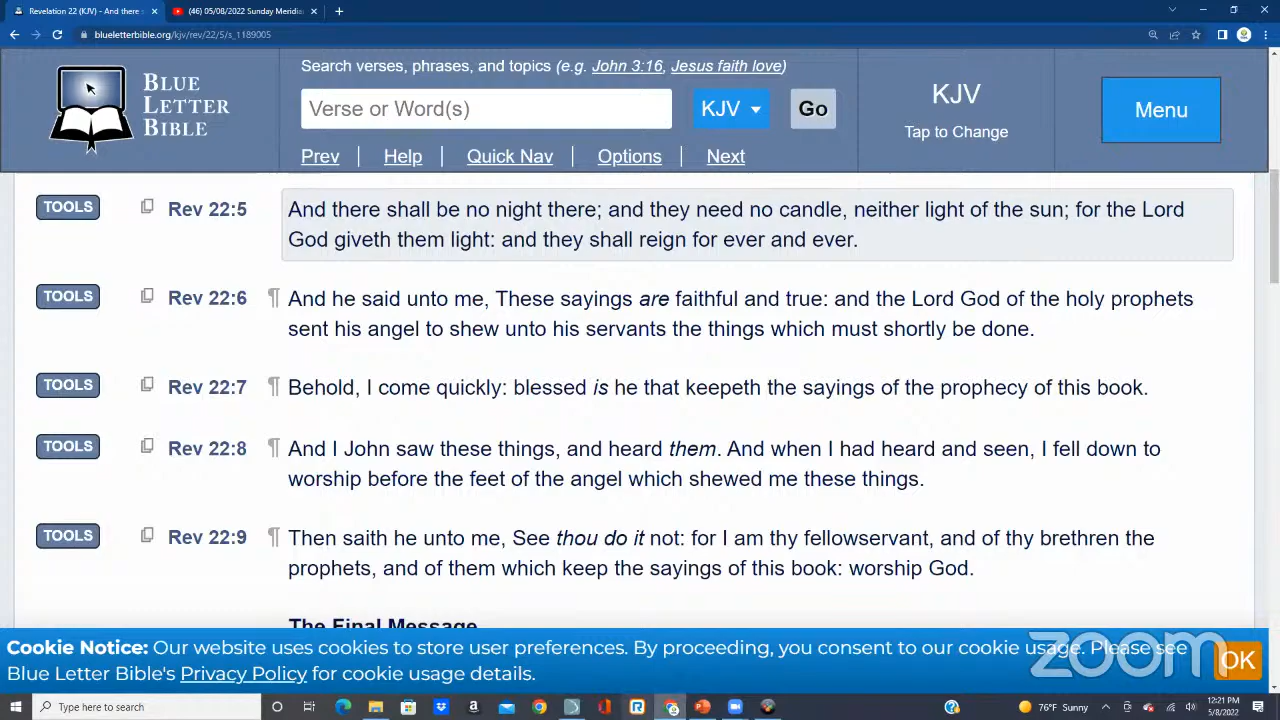 Revelation 22 (KJV) - And there s
(46) 05/08/2022 Sunday Meridia
blueletterbible.org/kjv/rev/22/5/s_1189005
BLUE
LETTER
BIBLE
Search verses, phrases, and topics (e.g. John 3:16, Jesus faith love)
Verse or Word(s)
KJV
Go
Prev
Help
Quick Nav
Options
Next
KJV
Tap to Change
Menu
TOOLS Rev 22:5 And there shall be no night there; and they need no candle, neither light of the sun; for the Lord
God giveth them light: and they shall reign for ever and ever.
TOOLS Rev 22:6 ¶ And he said unto me, These sayings are faithful and true: and the Lord God of the holy prophets
sent his angel to shew unto his servants the things which must shortly be done.
TOOLS Rev 22:7 ¶ Behold, I come quickly: blessed is he that keepeth the sayings of the prophecy of this book.
TOOLS Rev 22:8 ¶ And I John saw these things, and heard them. And when I had heard and seen, I fell down to
worship before the feet of the angel which shewed me these things.
TOOLS Rev 22:9 ¶ Then saith he unto me, See thou do it not: for I am thy fellowservant, and of thy brethren the
prophets, and of them which keep the sayings of this book: worship God.
The Final Message
Cookie Notice: Our website uses cookies to store user preferences. By proceeding, you consent to our cookie usage. Please see
Blue Letter Bible's Privacy Policy for cookie usage details.
OK
zoom
Type here to search
76°F Sunny
12:21 PM
5/8/2022